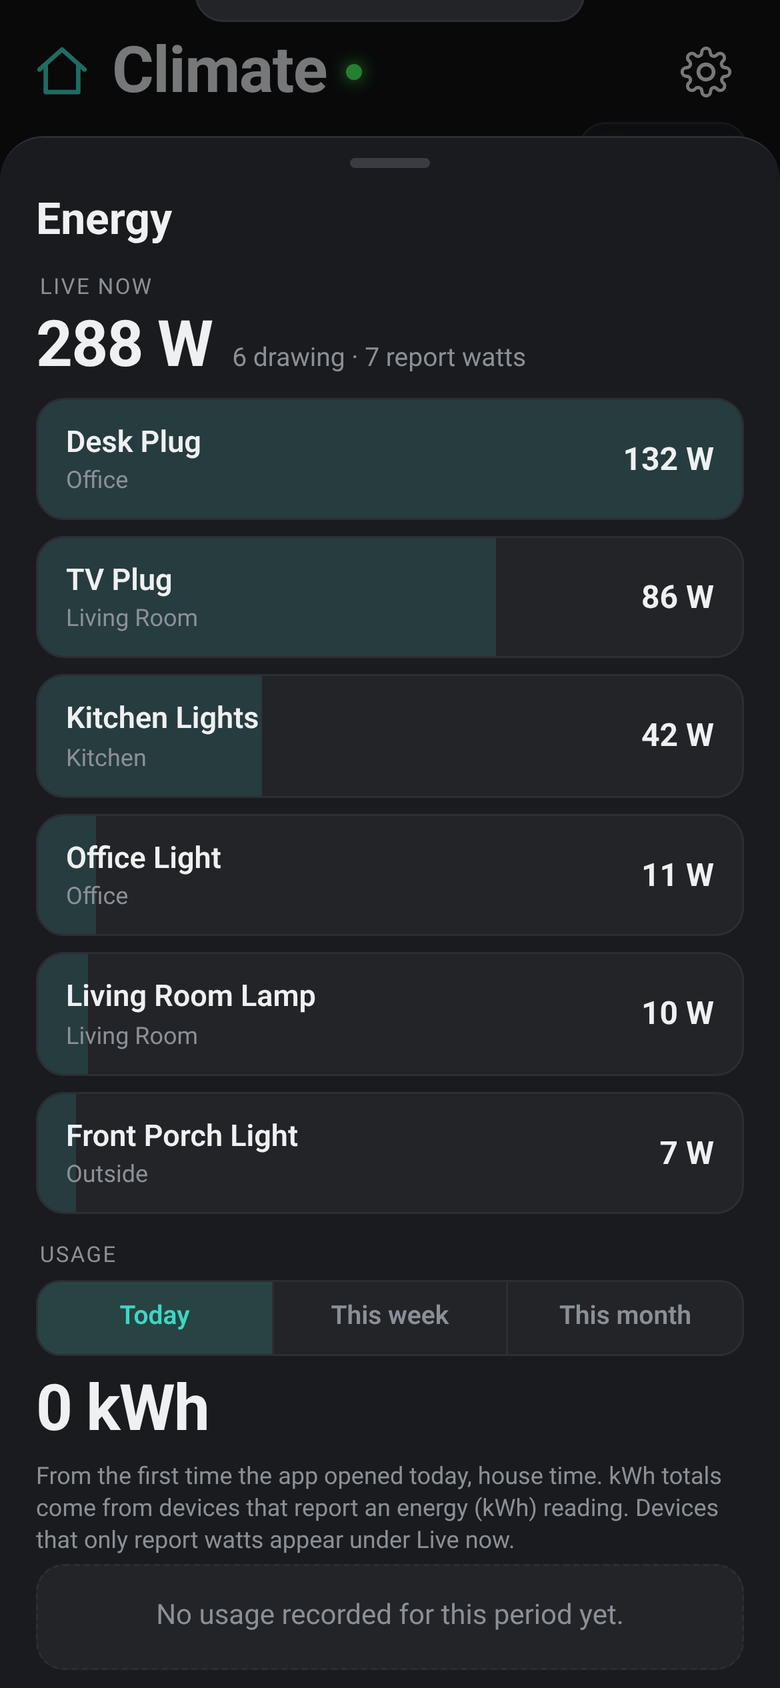 Climate
Energy
LIVE NOW
288 W 6 drawing · 7 report watts
Desk Plug
Office
132 W
TV Plug
Living Room
86 W
Kitchen Lights
Kitchen
42 W
Office Light
Office
11 W
Living Room Lamp
Living Room
10 W
Front Porch Light
Outside
7 W
USAGE
Today This week This month
0 kWh
From the first time the app opened today, house time. kWh totals
come from devices that report an energy (kWh) reading. Devices
that only report watts appear under Live now.
No usage recorded for this period yet.